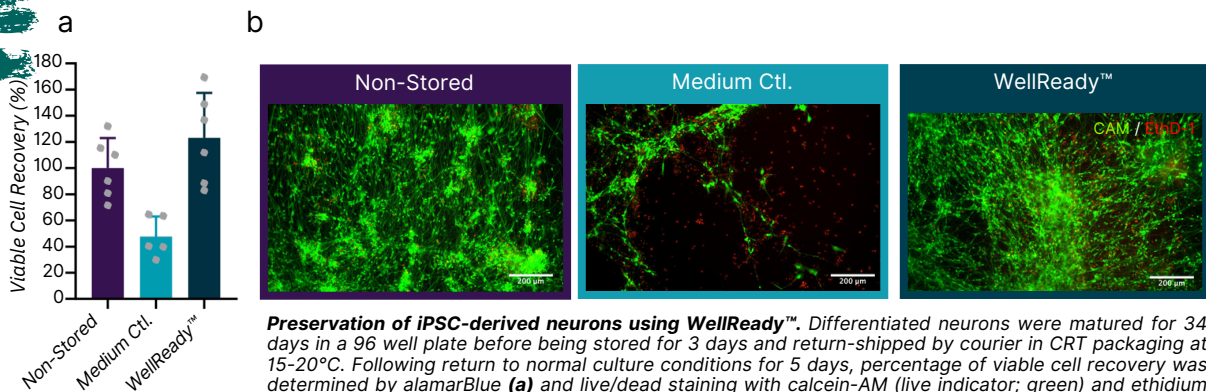 a
b
Viable Cell Recovery (%)
180
160
140
120
100
80
60
40
20
0
Non-Stored
Medium Ctl.
WellReady™
Non-Stored
Medium Ctl.
WellReady™
CAM / EthD-1
200 µm
200 µm
200 µm
Preservation of iPSC-derived neurons using WellReady™. Differentiated neurons were matured for 34
days in a 96 well plate before being stored for 3 days and return-shipped by courier in CRT packaging at
15-20°C. Following return to normal culture conditions for 5 days, percentage of viable cell recovery was
determined by alamarBlue (a) and live/dead staining with calcein-AM (live indicator; green) and ethidium